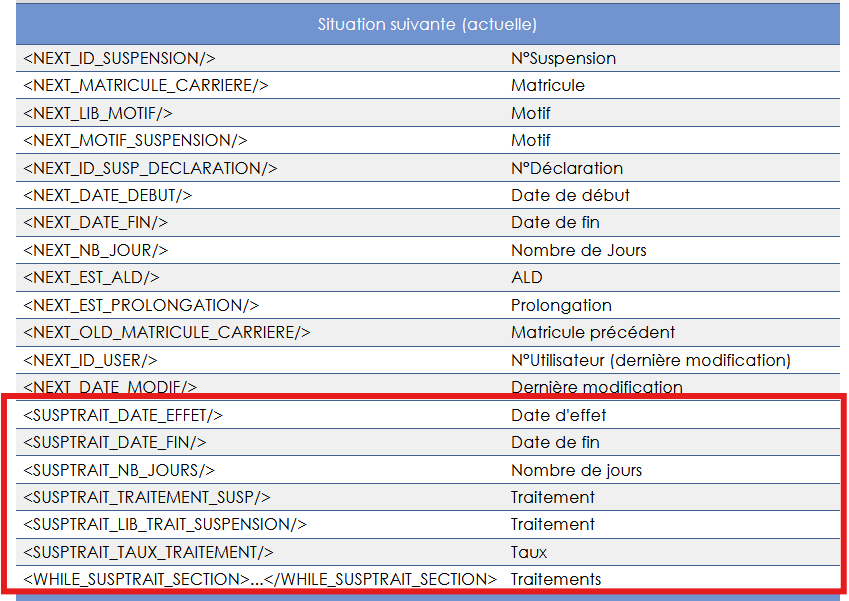 Situation suivante (actuelle)
<NEXT_ID_SUSPENSION/> N°Suspension
<NEXT_MATRICULE_CARRIERE/> Matricule
<NEXT_LIB_MOTIF/> Motif
<NEXT_MOTIF_SUSPENSION/> Motif
<NEXT_ID_SUSP_DECLARATION/> N°Déclaration
<NEXT_DATE_DEBUT/> Date de début
<NEXT_DATE_FIN/> Date de fin
<NEXT_NB_JOUR/> Nombre de Jours
<NEXT_EST_ALD/> ALD
<NEXT_EST_PROLONGATION/> Prolongation
<NEXT_OLD_MATRICULE_CARRIERE/> Matricule précédent
<NEXT_ID_USER/> N°Utilisateur (dernière modification)
<NEXT_DATE_MODIF/> Dernière modification
<SUSPTRAIT_DATE_EFFET/> Date d'effet
<SUSPTRAIT_DATE_FIN/> Date de fin
<SUSPTRAIT_NB_JOURS/> Nombre de jours
<SUSPTRAIT_TRAITEMENT_SUSP/> Traitement
<SUSPTRAIT_LIB_TRAIT_SUSPENSION/> Traitement
<SUSPTRAIT_TAUX_TRAITEMENT/> Taux
<WHILE_SUSPTRAIT_SECTION>...</WHILE_SUSPTRAIT_SECTION> Traitements